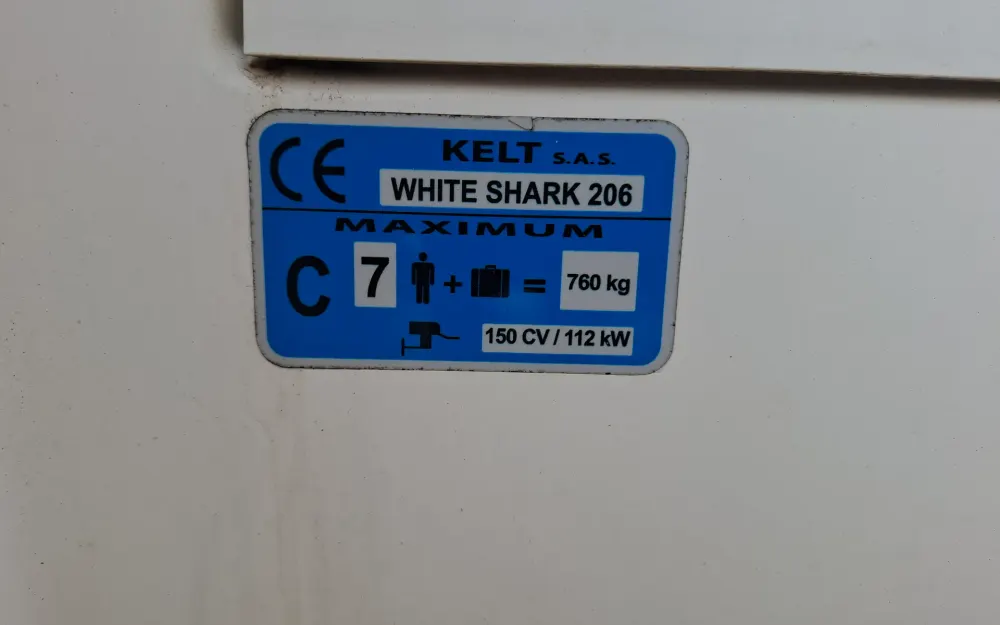 CE
KELT S.A.S.
WHITE SHARK 206
MAXIMUM
C 7 + = 760 kg
150 CV / 112 kW